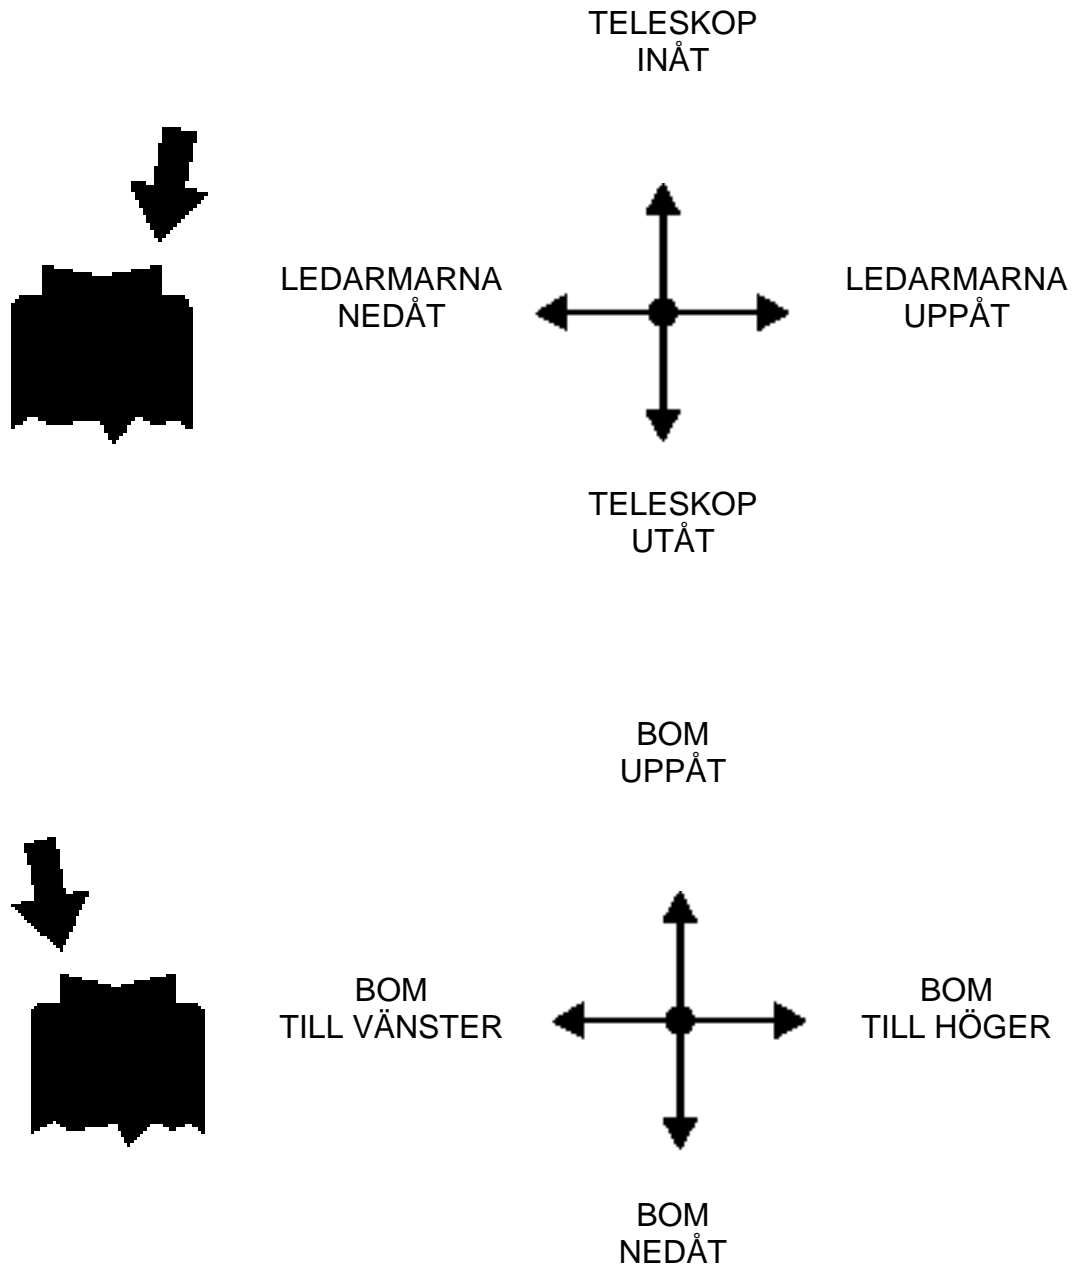 TELESKOP
INÅT
LEDARMARNA
NEDÅT
LEDARMARNA
UPPÅT
TELESKOP
UTÅT
BOM
UPPÅT
BOM
TILL VÄNSTER
BOM
TILL HÖGER
BOM
NEDÅT